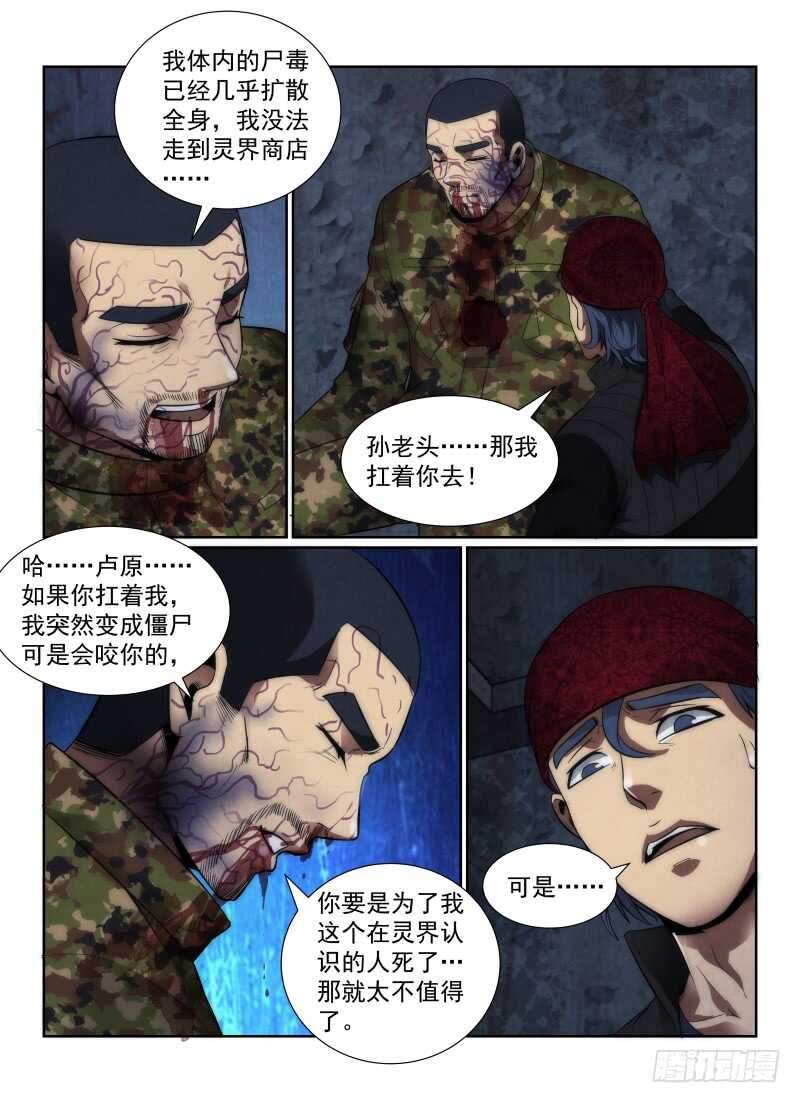 我体内的尸毒
已经几乎扩散
全身，我没法
走到灵界商店
……
孙老头……那我
扛着你去！
哈……卢原……
如果你扛着我，
我突然变成僵尸
可是会咬你的，
你要是为了我
这个在灵界认
识的人死了…
那就太不值得
了。
可是……
腾讯动漫